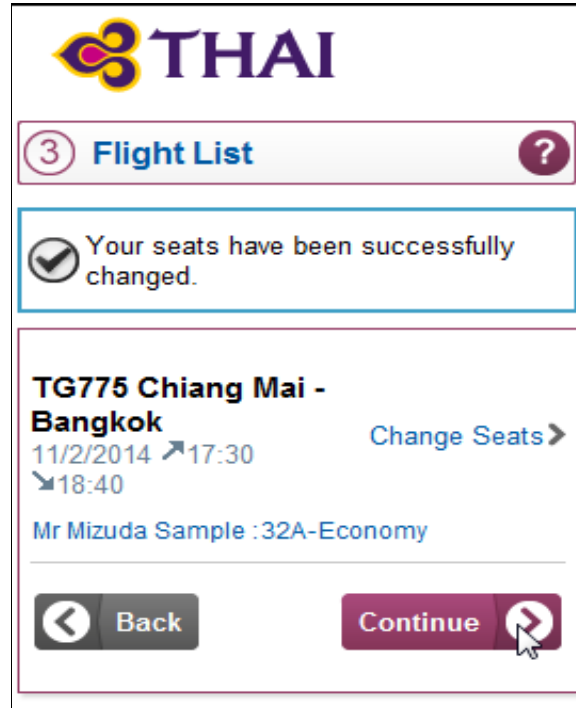 THAI
3 Flight List ?
Your seats have been successfully
changed.
TG775 Chiang Mai -
Bangkok
Change Seats
11/2/2014 17:30
18:40
Mr Mizuda Sample :32A-Economy
Back
Continue